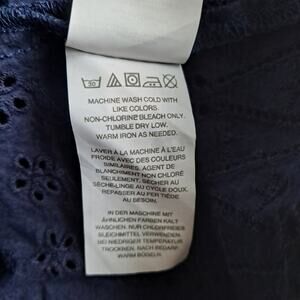 30
MACHINE WASH COLD WITH
LIKE COLORS.
NON-CHLORINE BLEACH ONLY.
TUMBLE DRY LOW.
WARM IRON AS NEEDED.
LAVER À LA MACHINE À L'EAU
FROIDE AVEC DES COULEURS
SIMILAIRES. AGENT DE
BLANCHIMENT NON CHLORÉ
SEULEMENT. SÉCHER AU
SÈCHE-LINGE AU CYCLE DOUX.
REPASSER AU FER TIÈDE
AU BESOIN.
IN DER MASCHINE MIT
ÄHNLICHEN FARBEN KALT
WASCHEN. NUR CHLORFREIES
BLEICHMITTEL VERWENDEN.
BEI NIEDRIGER TEMPERATUR
TROCKNEN. NACH BEDARF
WARM BÜGELN.